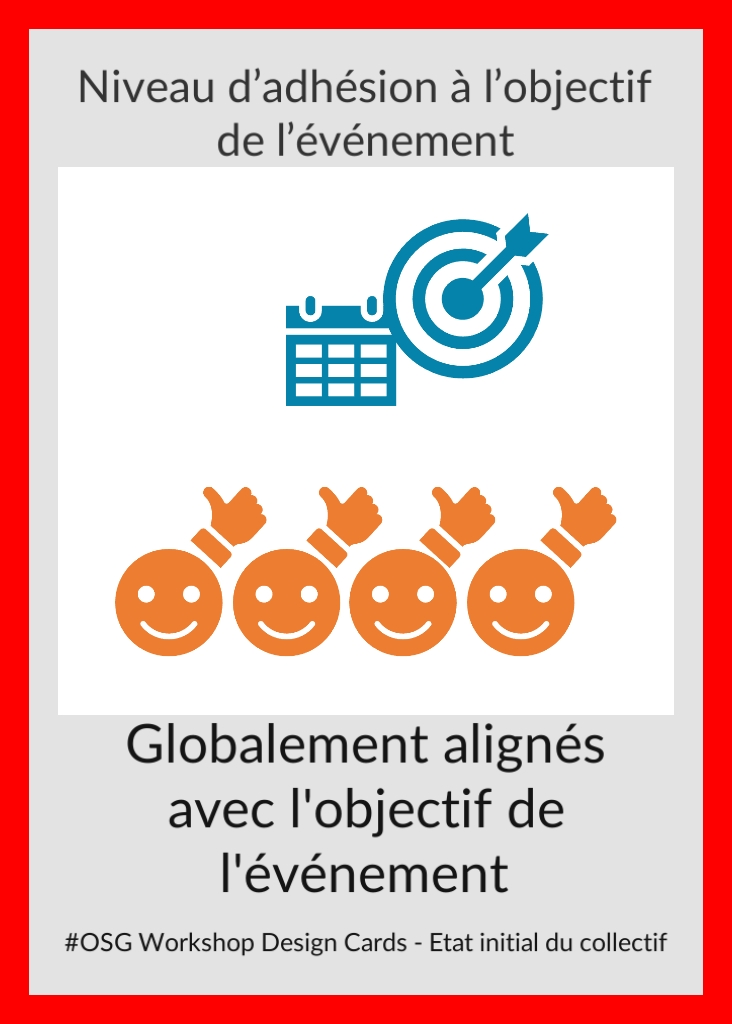 Niveau d’adhésion à l’objectif
de l’événement
Globalement alignés
avec l'objectif de
l'événement
#OSG Workshop Design Cards - Etat initial du collectif